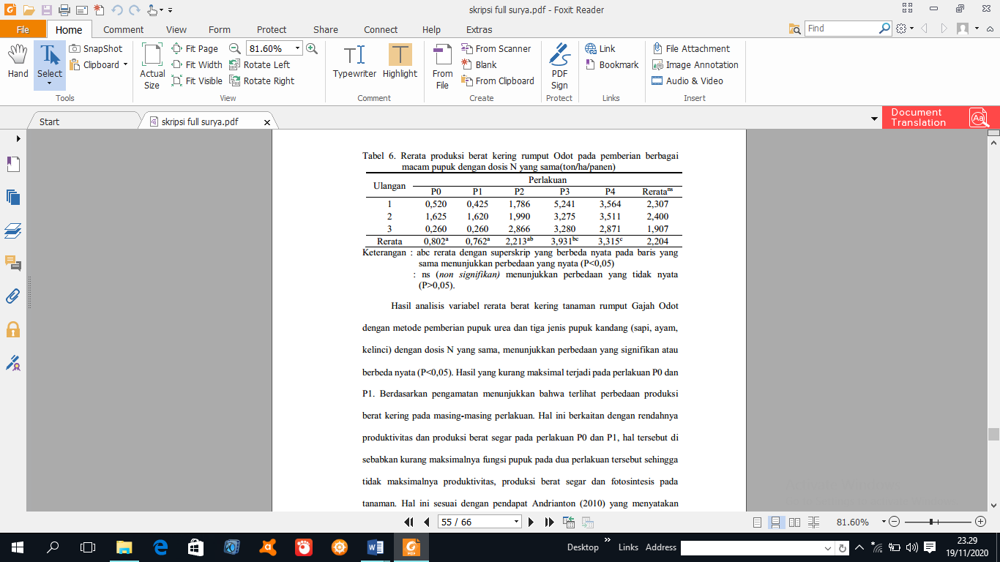 skripsi full surya.pdf - Foxit Reader
File Home Comment View Form Protect Share Connect Help Extras Find
Hand
Select
SnapShot
Clipboard
Tools
Actual Size
Fit Page
Fit Width
Fit Visible
81.60%
Rotate Left
Rotate Right
View
Typewriter
Highlight
Comment
From File
From Scanner
Blank
From Clipboard
Create
PDF Sign
Protect
Link
Bookmark
Links
File Attachment
Image Annotation
Audio & Video
Insert
Start
skripsi full surya.pdf
Document
Translation
Tabel 6. Rerata produksi berat kering rumput Odot pada pemberian berbagai
macam pupuk dengan dosis N yang sama(ton/ha/panen)
Ulangan Perlakuan
P0 P1 P2 P3 P4 Rerataⁿˢ
1 0,520 0,425 1,786 5,241 3,564 2,307
2 1,625 1,620 1,990 3,275 3,511 2,400
3 0,260 0,260 2,866 3,280 2,871 1,907
Rerata 0,802ᵃ 0,762ᵃ 2,213ᵃᵇ 3,931ᵇᶜ 3,315ᶜ 2,204
Keterangan : abc rerata dengan superskrip yang berbeda nyata pada baris yang
sama menunjukkan perbedaan yang nyata (P<0,05)
: ns (non signifikan) menunjukkan perbedaan yang tidak nyata
(P>0,05).
Hasil analisis variabel rerata berat kering tanaman rumput Gajah Odot
dengan metode pemberian pupuk urea dan tiga jenis pupuk kandang (sapi, ayam,
kelinci) dengan dosis N yang sama, menunjukkan perbedaan yang signifikan atau
berbeda nyata (P<0,05). Hasil yang kurang maksimal terjadi pada perlakuan P0 dan
P1. Berdasarkan pengamatan menunjukkan bahwa terlihat perbedaan produksi
berat kering pada masing-masing perlakuan. Hal ini berkaitan dengan rendahnya
produktivitas dan produksi berat segar pada perlakuan P0 dan P1, hal tersebut di
sebabkan kurang maksimalnya fungsi pupuk pada dua perlakuan tersebut sehingga
tidak maksimalnya produktivitas, produksi berat segar dan fotosintesis pada
tanaman. Hal ini sesuai dengan pendapat Andrianton (2010) yang menyatakan
55 / 66
81.60%
Desktop Links Address
23.29
19/11/2020